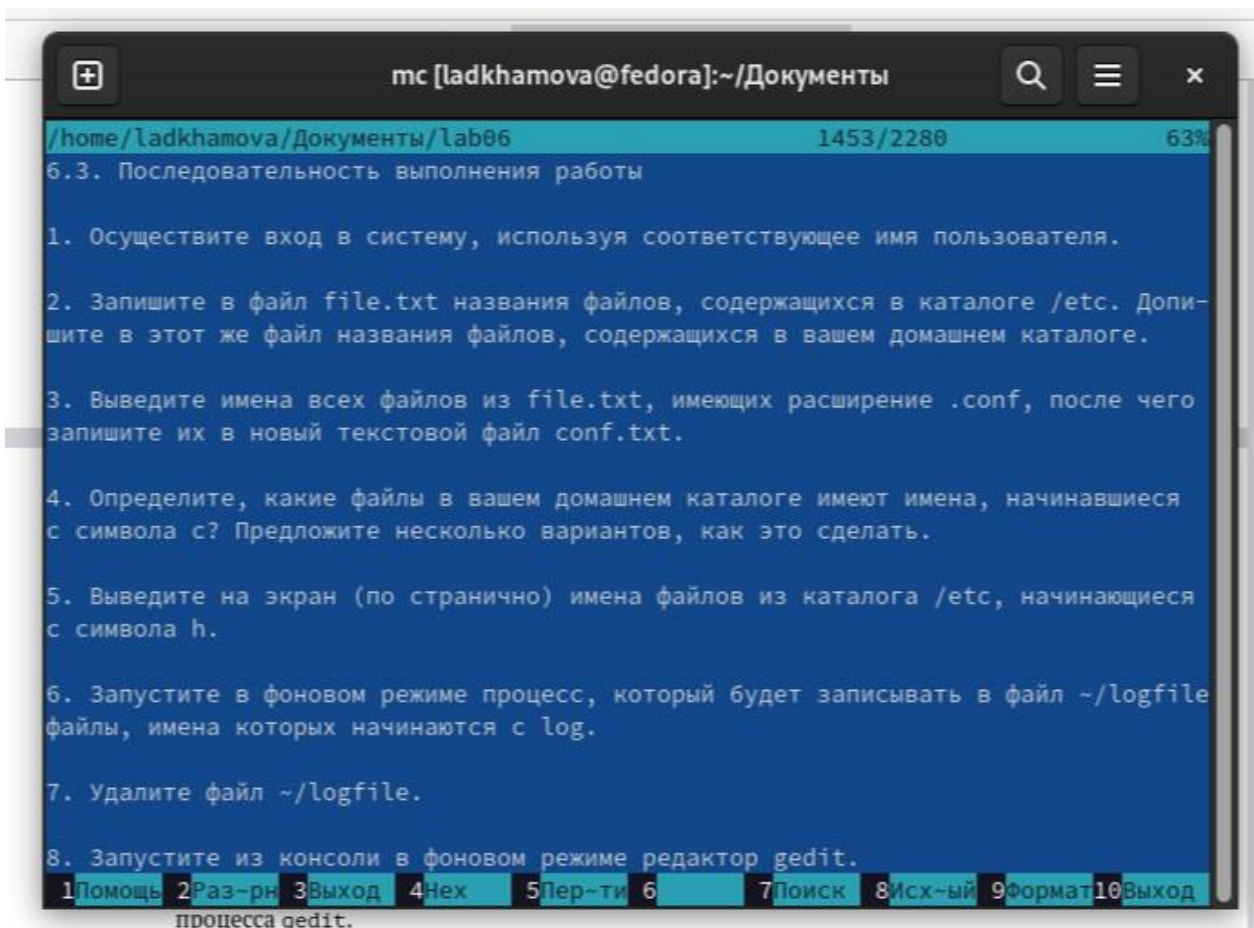 mc [ladkhamova@fedora]:~/Документы
/home/ladkhamova/Документы/lab06 1453/2280 63%
6.3. Последовательность выполнения работы
1. Осуществите вход в систему, используя соответствующее имя пользователя.
2. Запишите в файл file.txt названия файлов, содержащихся в каталоге /etc. Допи-
шите в этот же файл названия файлов, содержащихся в вашем домашнем каталоге.
3. Выведите имена всех файлов из file.txt, имеющих расширение .conf, после чего
запишите их в новый текстовой файл conf.txt.
4. Определите, какие файлы в вашем домашнем каталоге имеют имена, начинавшиеся
с символа c? Предложите несколько вариантов, как это сделать.
5. Выведите на экран (по странично) имена файлов из каталога /etc, начинающиеся
с символа h.
6. Запустите в фоновом режиме процесс, который будет записывать в файл ~/logfile
файлы, имена которых начинаются с log.
7. Удалите файл ~/logfile.
8. Запустите из консоли в фоновом режиме редактор gedit.
1Помощь 2Раз~рн 3Выход 4Hex 5Пер~ти 6 7Поиск 8Исх~ый 9Формат 10Выход
процесса gedit.